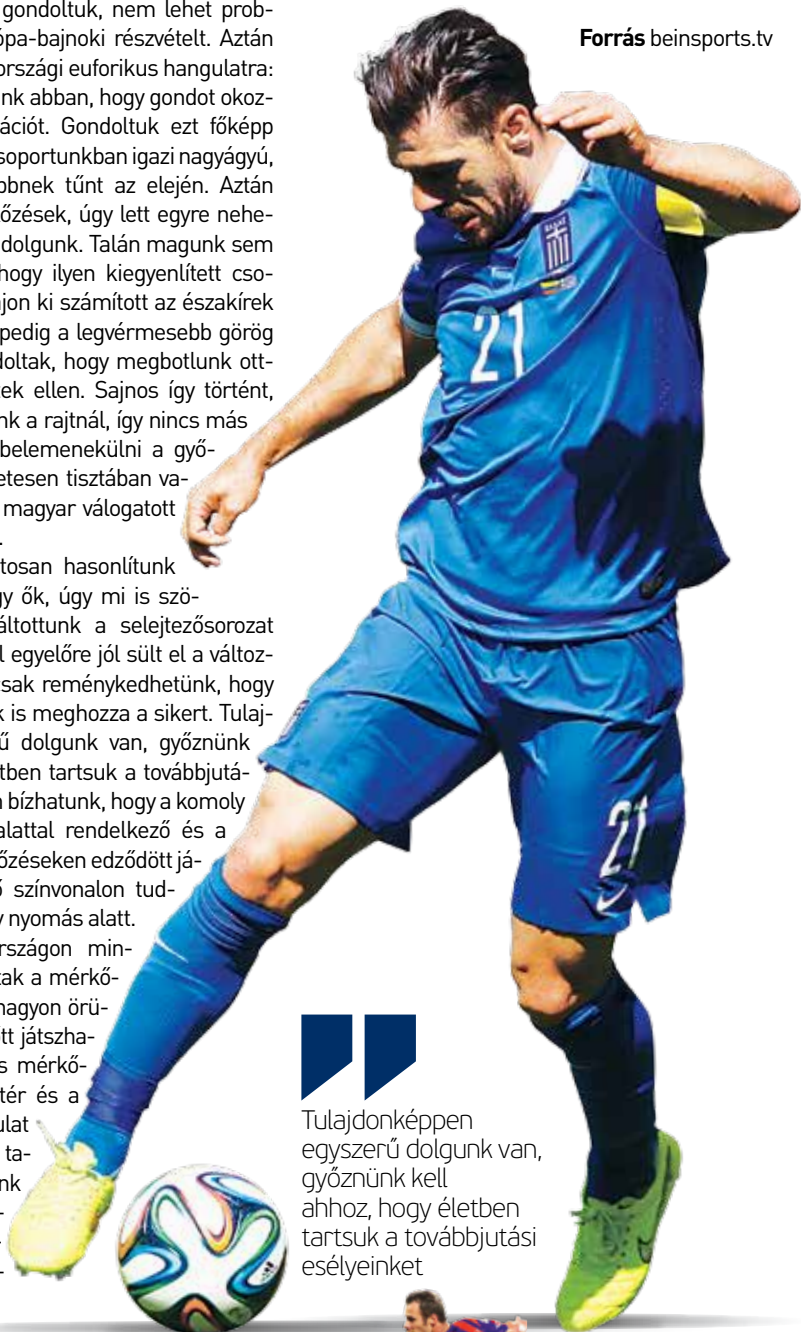 gondoltuk, nem lehet prob-
ópa-bajnoki részvételt. Aztán
országi euforikus hangulatra:
nk abban, hogy gondot okoz-
ációt. Gondoltuk ezt főképp
soportunkban igazi nagyágyú,
bbnek tűnt az elején. Aztán
őzések, úgy lett egyre nehe-
dolgunk. Talán magunk sem
hogy ilyen kiegyenlített cso-
ajon ki számított az északírek
pedig a legvérmesebb görög
doltak, hogy megbotlunk ott-
ek ellen. Sajnos így történt,
nk a rajtnál, így nincs más
belemenekülni a győ-
etesen tisztában va-
magyar válogatott
tosan hasonlítunk
gy ők, úgy mi is szö-
áltottunk a selejtezősorozat
l egyelőre jól sült el a változ-
csak reménykedhetünk, hogy
k is meghozza a sikert. Tulaj-
ű dolgunk van, győznünk
tben tartsuk a továbbjutá-
n bízhatunk, hogy a komoly
alattal rendelkező és a
őzéseken edződött já-
ő színvonalon tud-
y nyomás alatt.
országon min-
tak a mérkő-
nagyon örü-
tt játszha-
s mérkő-
tér és a
ulat
ta-
nk
Forrás beinsports.tv
ΕΛΛΑΣ
21
21
Tulajdonképpen
egyszerű dolgunk van,
győznünk kell
ahhoz, hogy életben
tartsuk a továbbjutási
esélyeinket